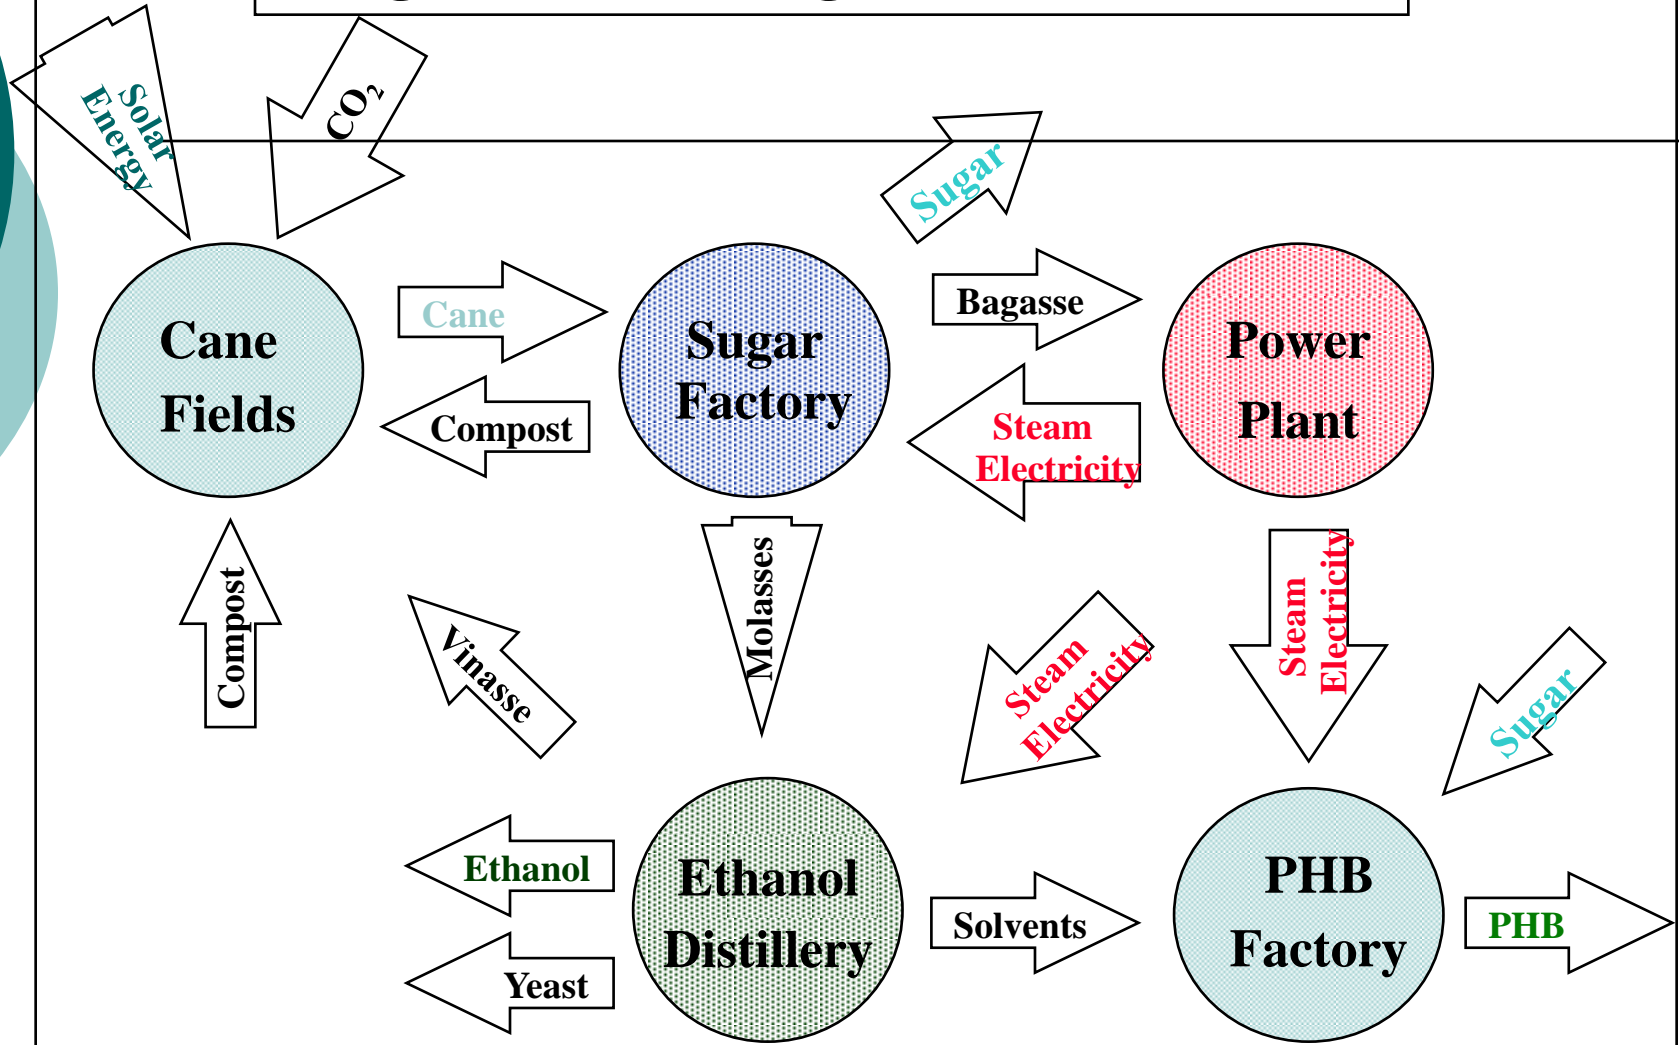 Solar
Energy
CO₂
Sugar
Cane
Fields
Cane
Compost
Sugar
Factory
Bagasse
Steam
Electricity
Power
Plant
Compost
Vinasse
Molasses
Steam
Electricity
Steam
Electricity
Sugar
Ethanol
Yeast
Ethanol
Distillery
Solvents
PHB
Factory
PHB